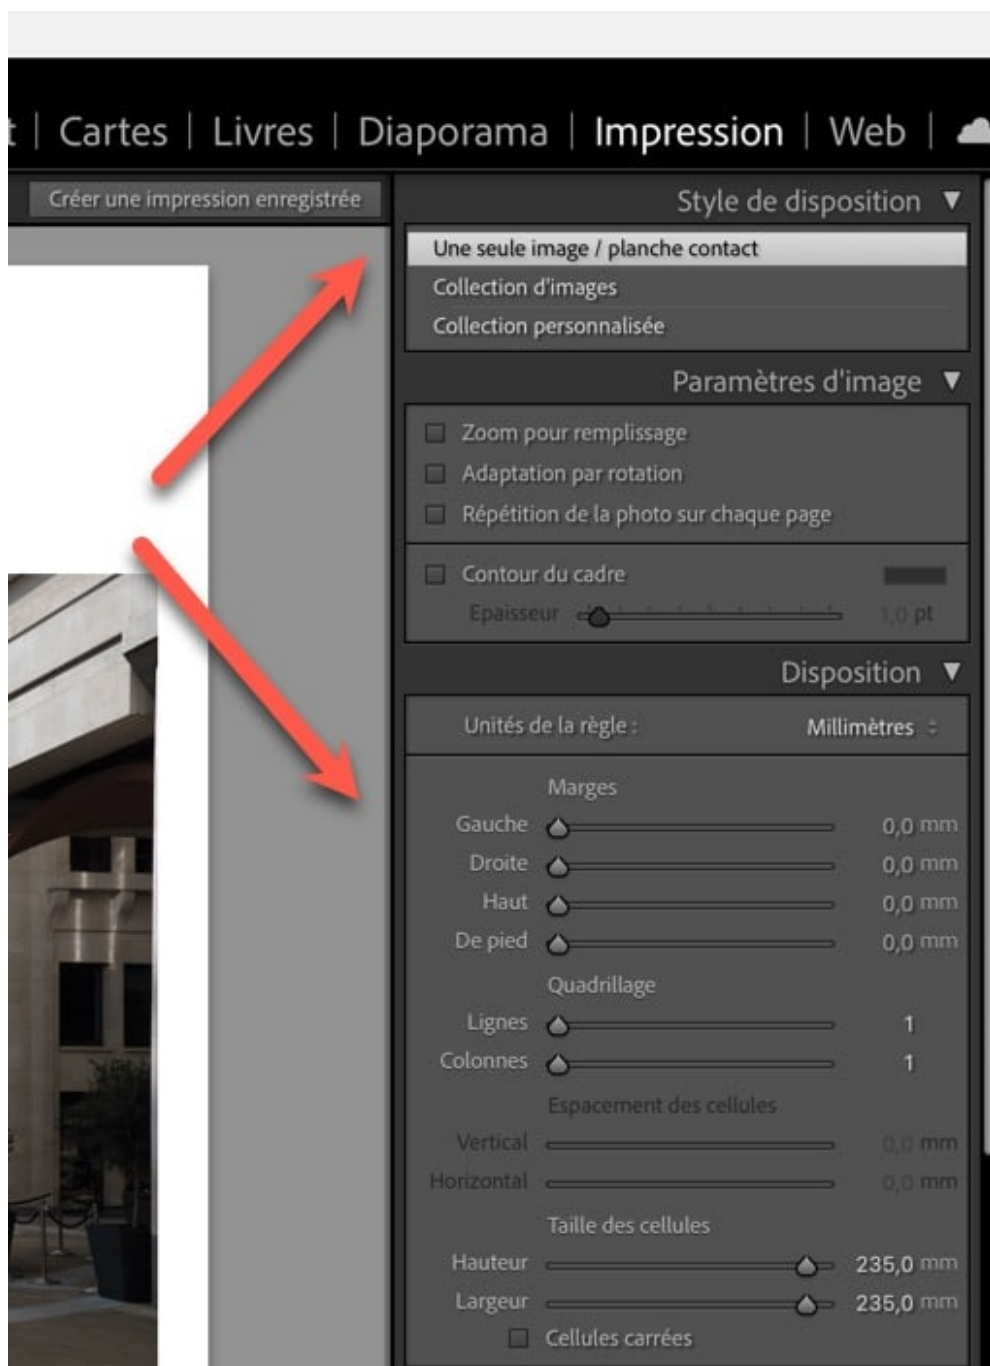 t | Cartes | Livres | Diaporama | Impression | Web |
Créer une impression enregistrée
Style de disposition ▼
Une seule image / planche contact
Collection d'images
Collection personnalisée
Paramètres d'image ▼
Zoom pour remplissage
Adaptation par rotation
Répétition de la photo sur chaque page
Contour du cadre
Epaisseur 1,0 pt
Disposition ▼
Unités de la règle : Millimètres
Marges
Gauche 0,0 mm
Droite 0,0 mm
Haut 0,0 mm
De pied 0,0 mm
Quadrillage
Lignes 1
Colonnes 1
Espacement des cellules
Vertical 0,0 mm
Horizontal 0,0 mm
Taille des cellules
Hauteur 235,0 mm
Largeur 235,0 mm
Cellules carrées